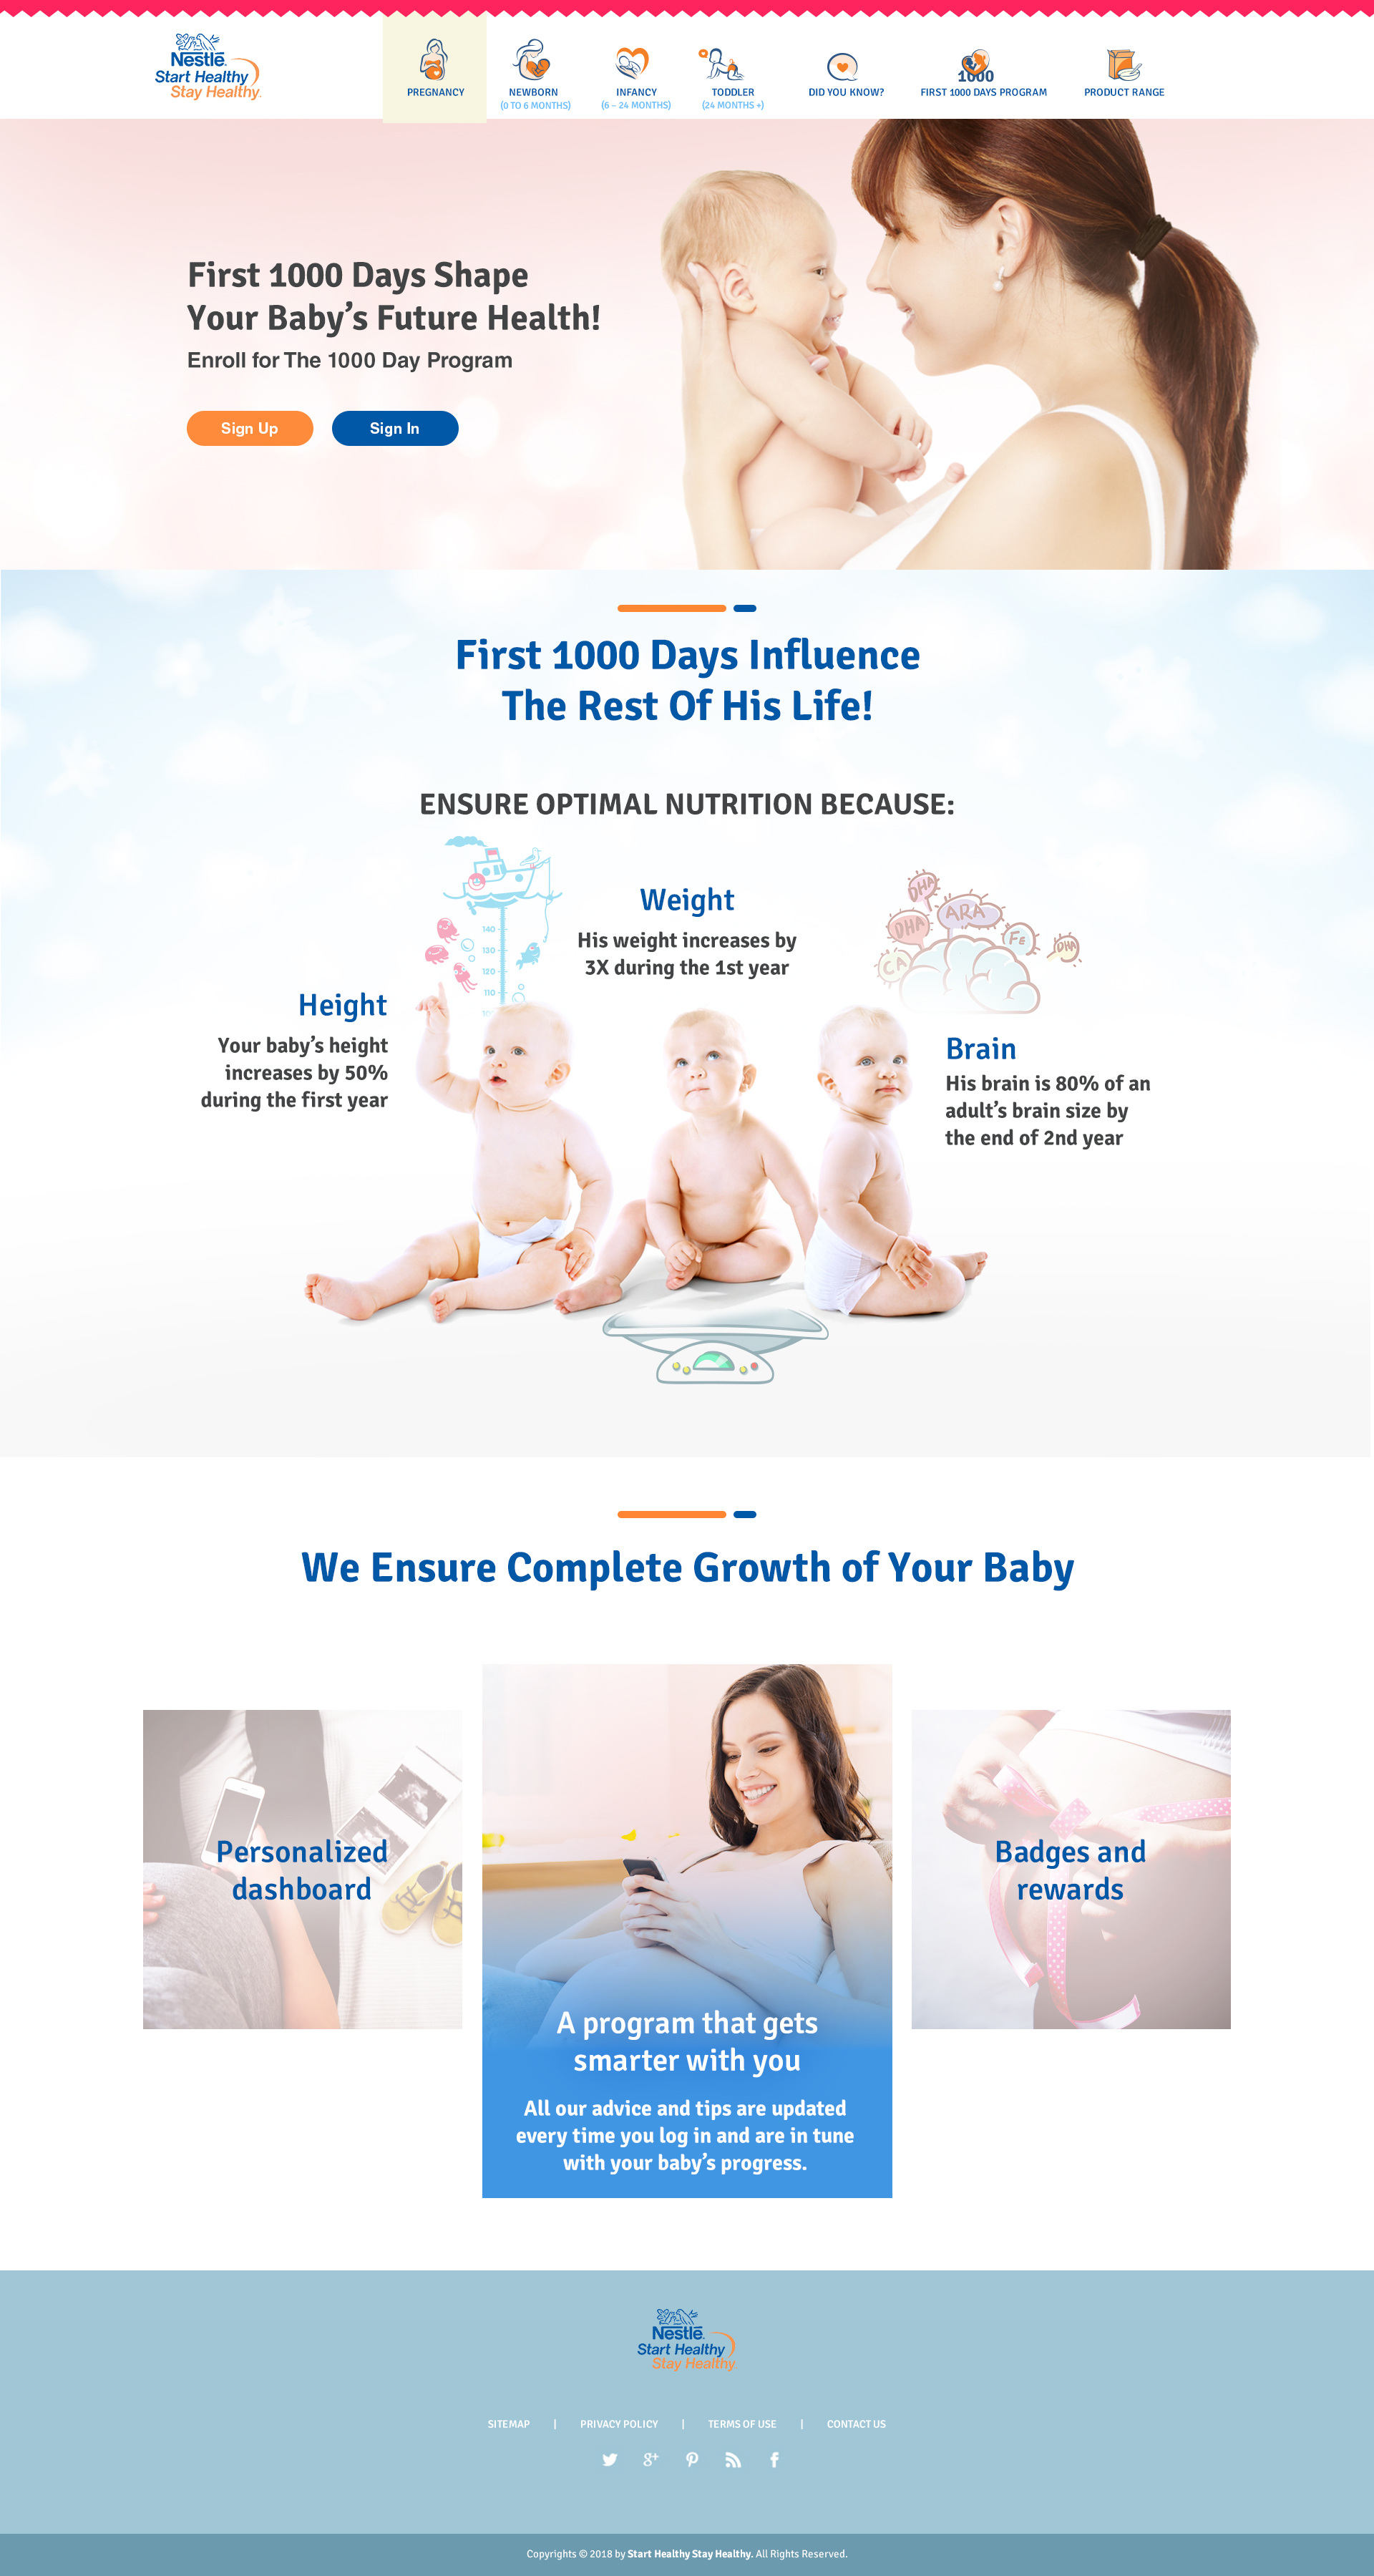 Nestlé
Start Healthy
Stay Healthy
PREGNANCY
NEWBORN
(0 TO 6 MONTHS)
INFANCY
(6 – 24 MONTHS)
TODDLER
(24 MONTHS +)
DID YOU KNOW?
1000
FIRST 1000 DAYS PROGRAM
PRODUCT RANGE
First 1000 Days Shape
Your Baby’s Future Health!
Enroll for The 1000 Day Program
Sign Up
Sign In
First 1000 Days Influence
The Rest Of His Life!
ENSURE OPTIMAL NUTRITION BECAUSE:
140
130
120
110
Weight
His weight increases by
3X during the 1st year
DHA
ARA
DHA
Fe
DHA
CA
Height
Your baby’s height
increases by 50%
during the first year
Brain
His brain is 80% of an
adult’s brain size by
the end of 2nd year
We Ensure Complete Growth of Your Baby
Personalized
dashboard
A program that gets
smarter with you
All our advice and tips are updated
every time you log in and are in tune
with your baby’s progress.
Badges and
rewards
Nestlé
Start Healthy
Stay Healthy
SITEMAP | PRIVACY POLICY | TERMS OF USE | CONTACT US
Copyrights © 2018 by Start Healthy Stay Healthy. All Rights Reserved.